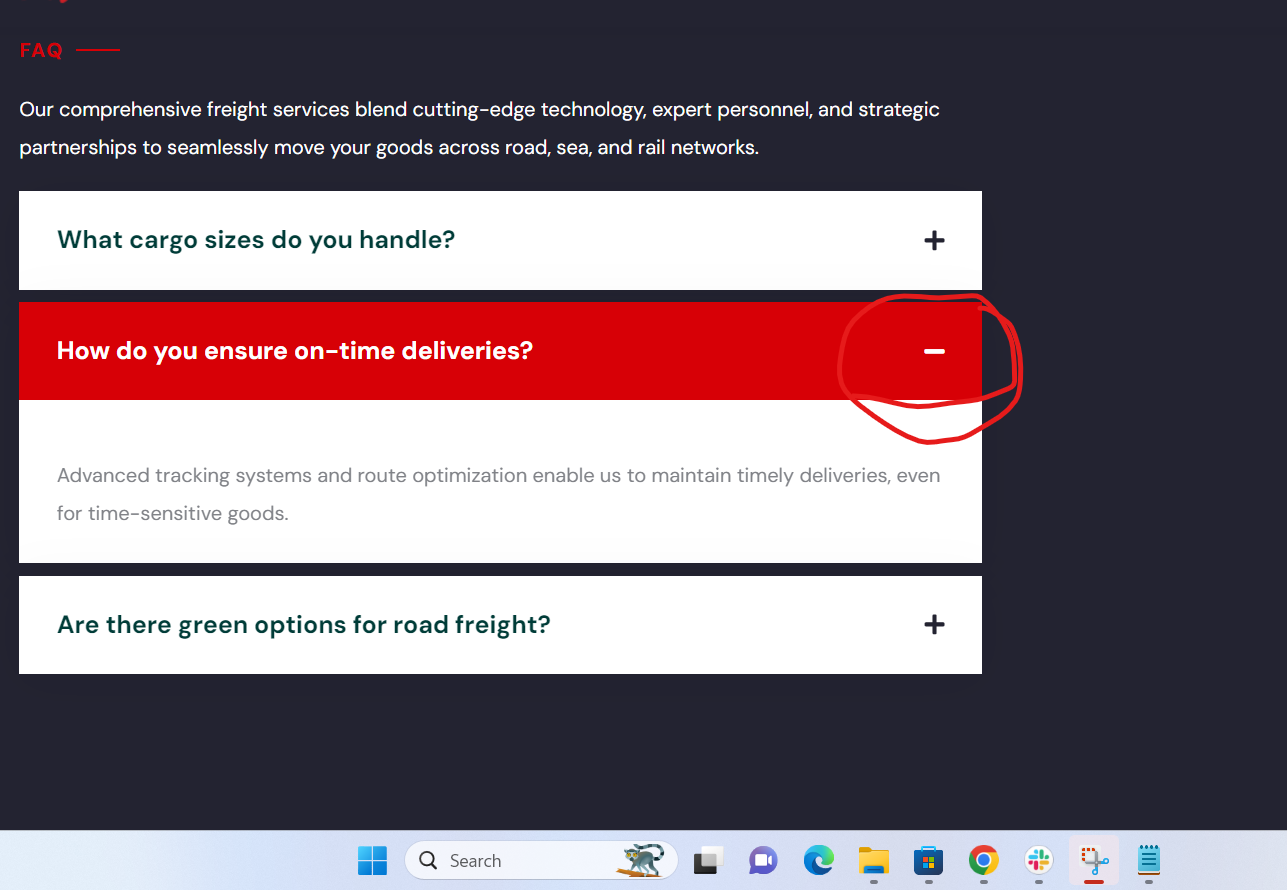 FAQ
Our comprehensive freight services blend cutting-edge technology, expert personnel, and strategic
partnerships to seamlessly move your goods across road, sea, and rail networks.
What cargo sizes do you handle?
How do you ensure on-time deliveries?
Advanced tracking systems and route optimization enable us to maintain timely deliveries, even
for time-sensitive goods.
Are there green options for road freight?
Search